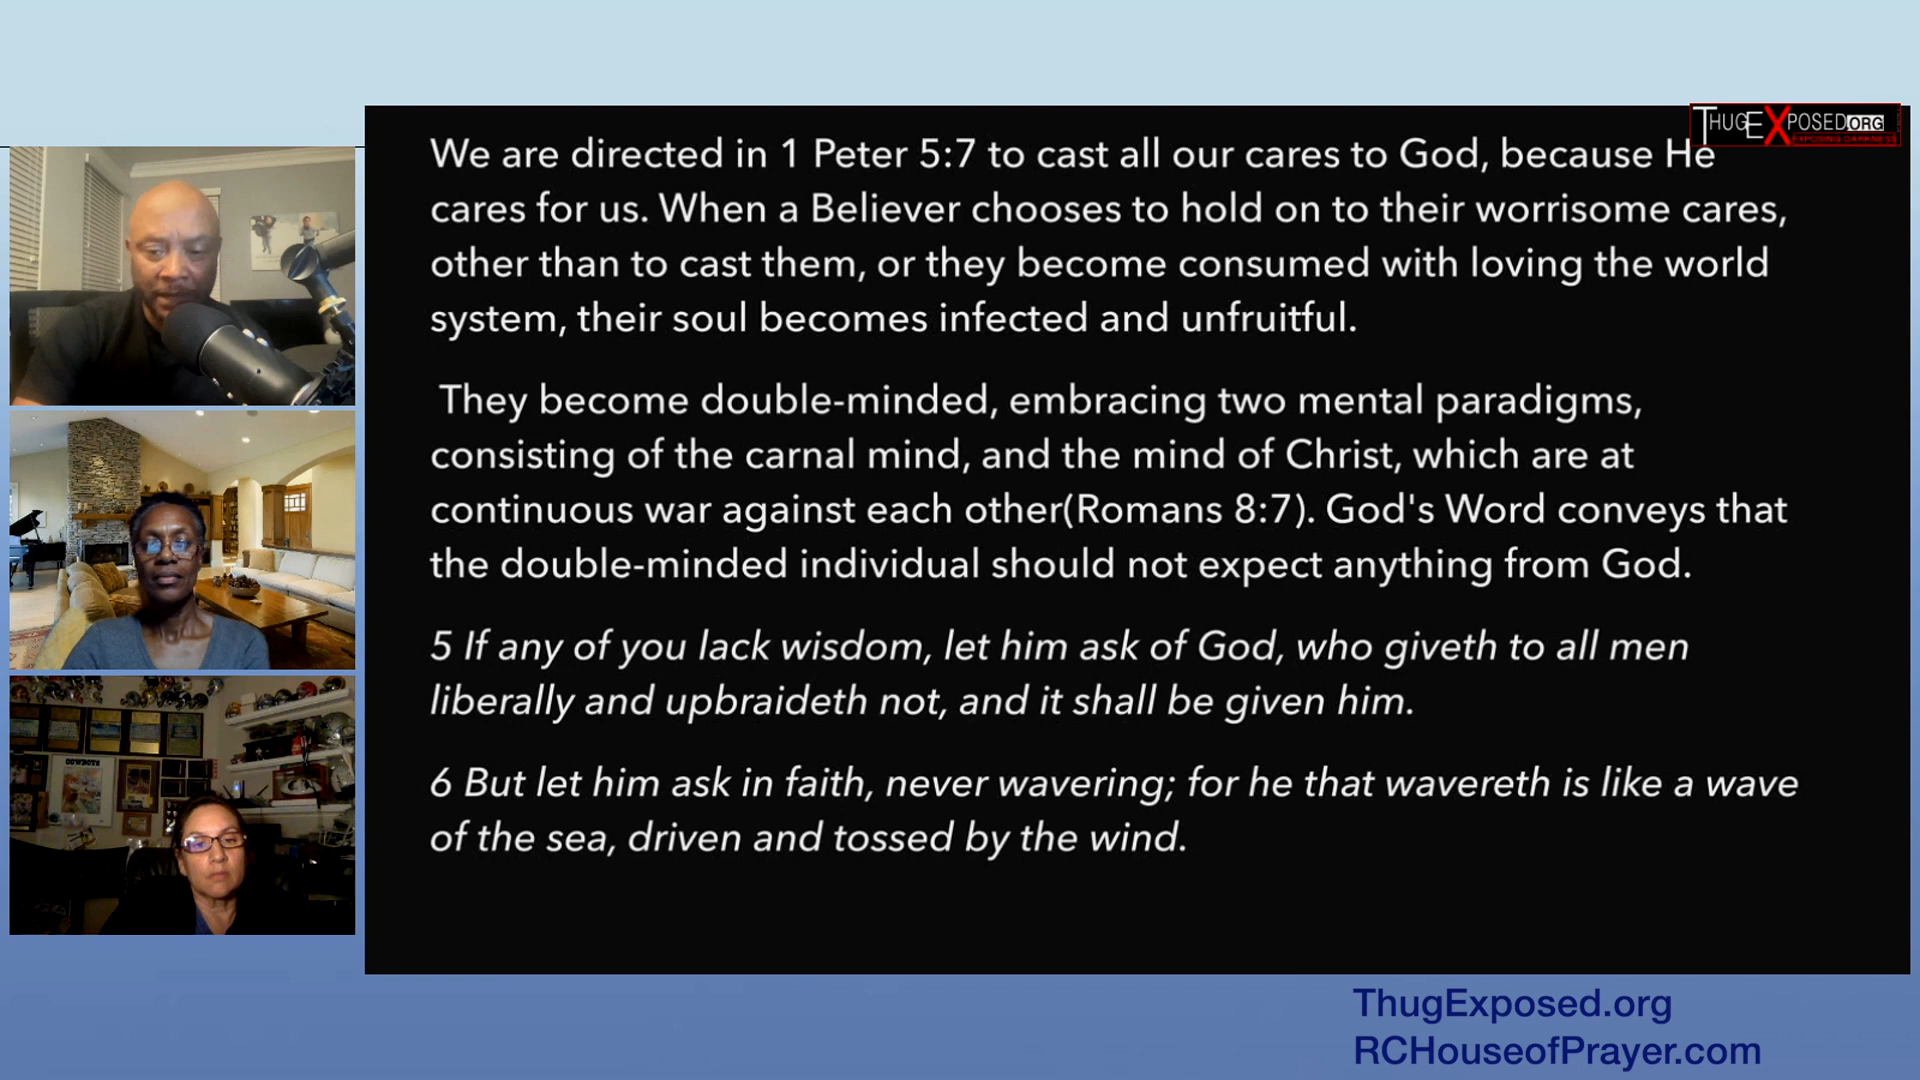 THUGEXPOSED.ORG
EXPOSING DARKNESS
We are directed in 1 Peter 5:7 to cast all our cares to God, because He
cares for us. When a Believer chooses to hold on to their worrisome cares,
other than to cast them, or they become consumed with loving the world
system, their soul becomes infected and unfruitful.
They become double-minded, embracing two mental paradigms,
consisting of the carnal mind, and the mind of Christ, which are at
continuous war against each other(Romans 8:7). God's Word conveys that
the double-minded individual should not expect anything from God.
5 If any of you lack wisdom, let him ask of God, who giveth to all men
liberally and upbraideth not, and it shall be given him.
6 But let him ask in faith, never wavering; for he that wavereth is like a wave
of the sea, driven and tossed by the wind.
COWBOYS
ThugExposed.org
RCHouseofPrayer.com